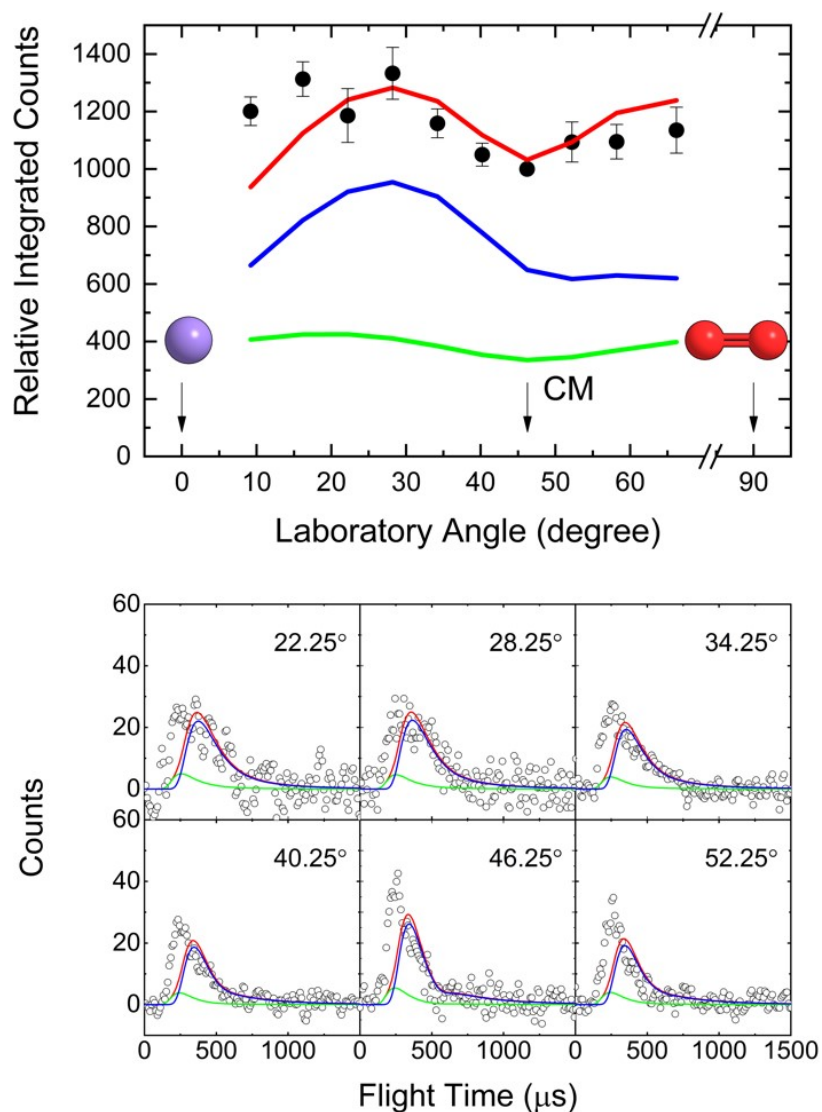 1400
1200
1000
800
600
400
200
0
Relative Integrated Counts
CM
0 10 20 30 40 50 60 90
Laboratory Angle (degree)
60
40
20
0
22.25° 28.25° 34.25°
60
40
20
0
40.25° 46.25° 52.25°
Counts
0 500 1000 0 500 1000 0 500 1000 1500
Flight Time (μs)